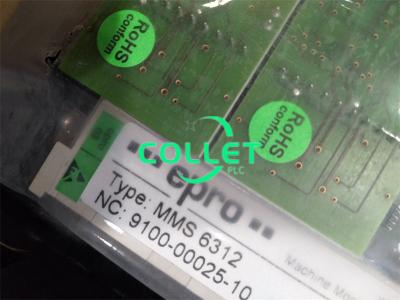 RoHS
conform
RoHS
conform
COLLET
PLC
epro
Type: MMS 6312
NC: 9100-00025-10
Machine M